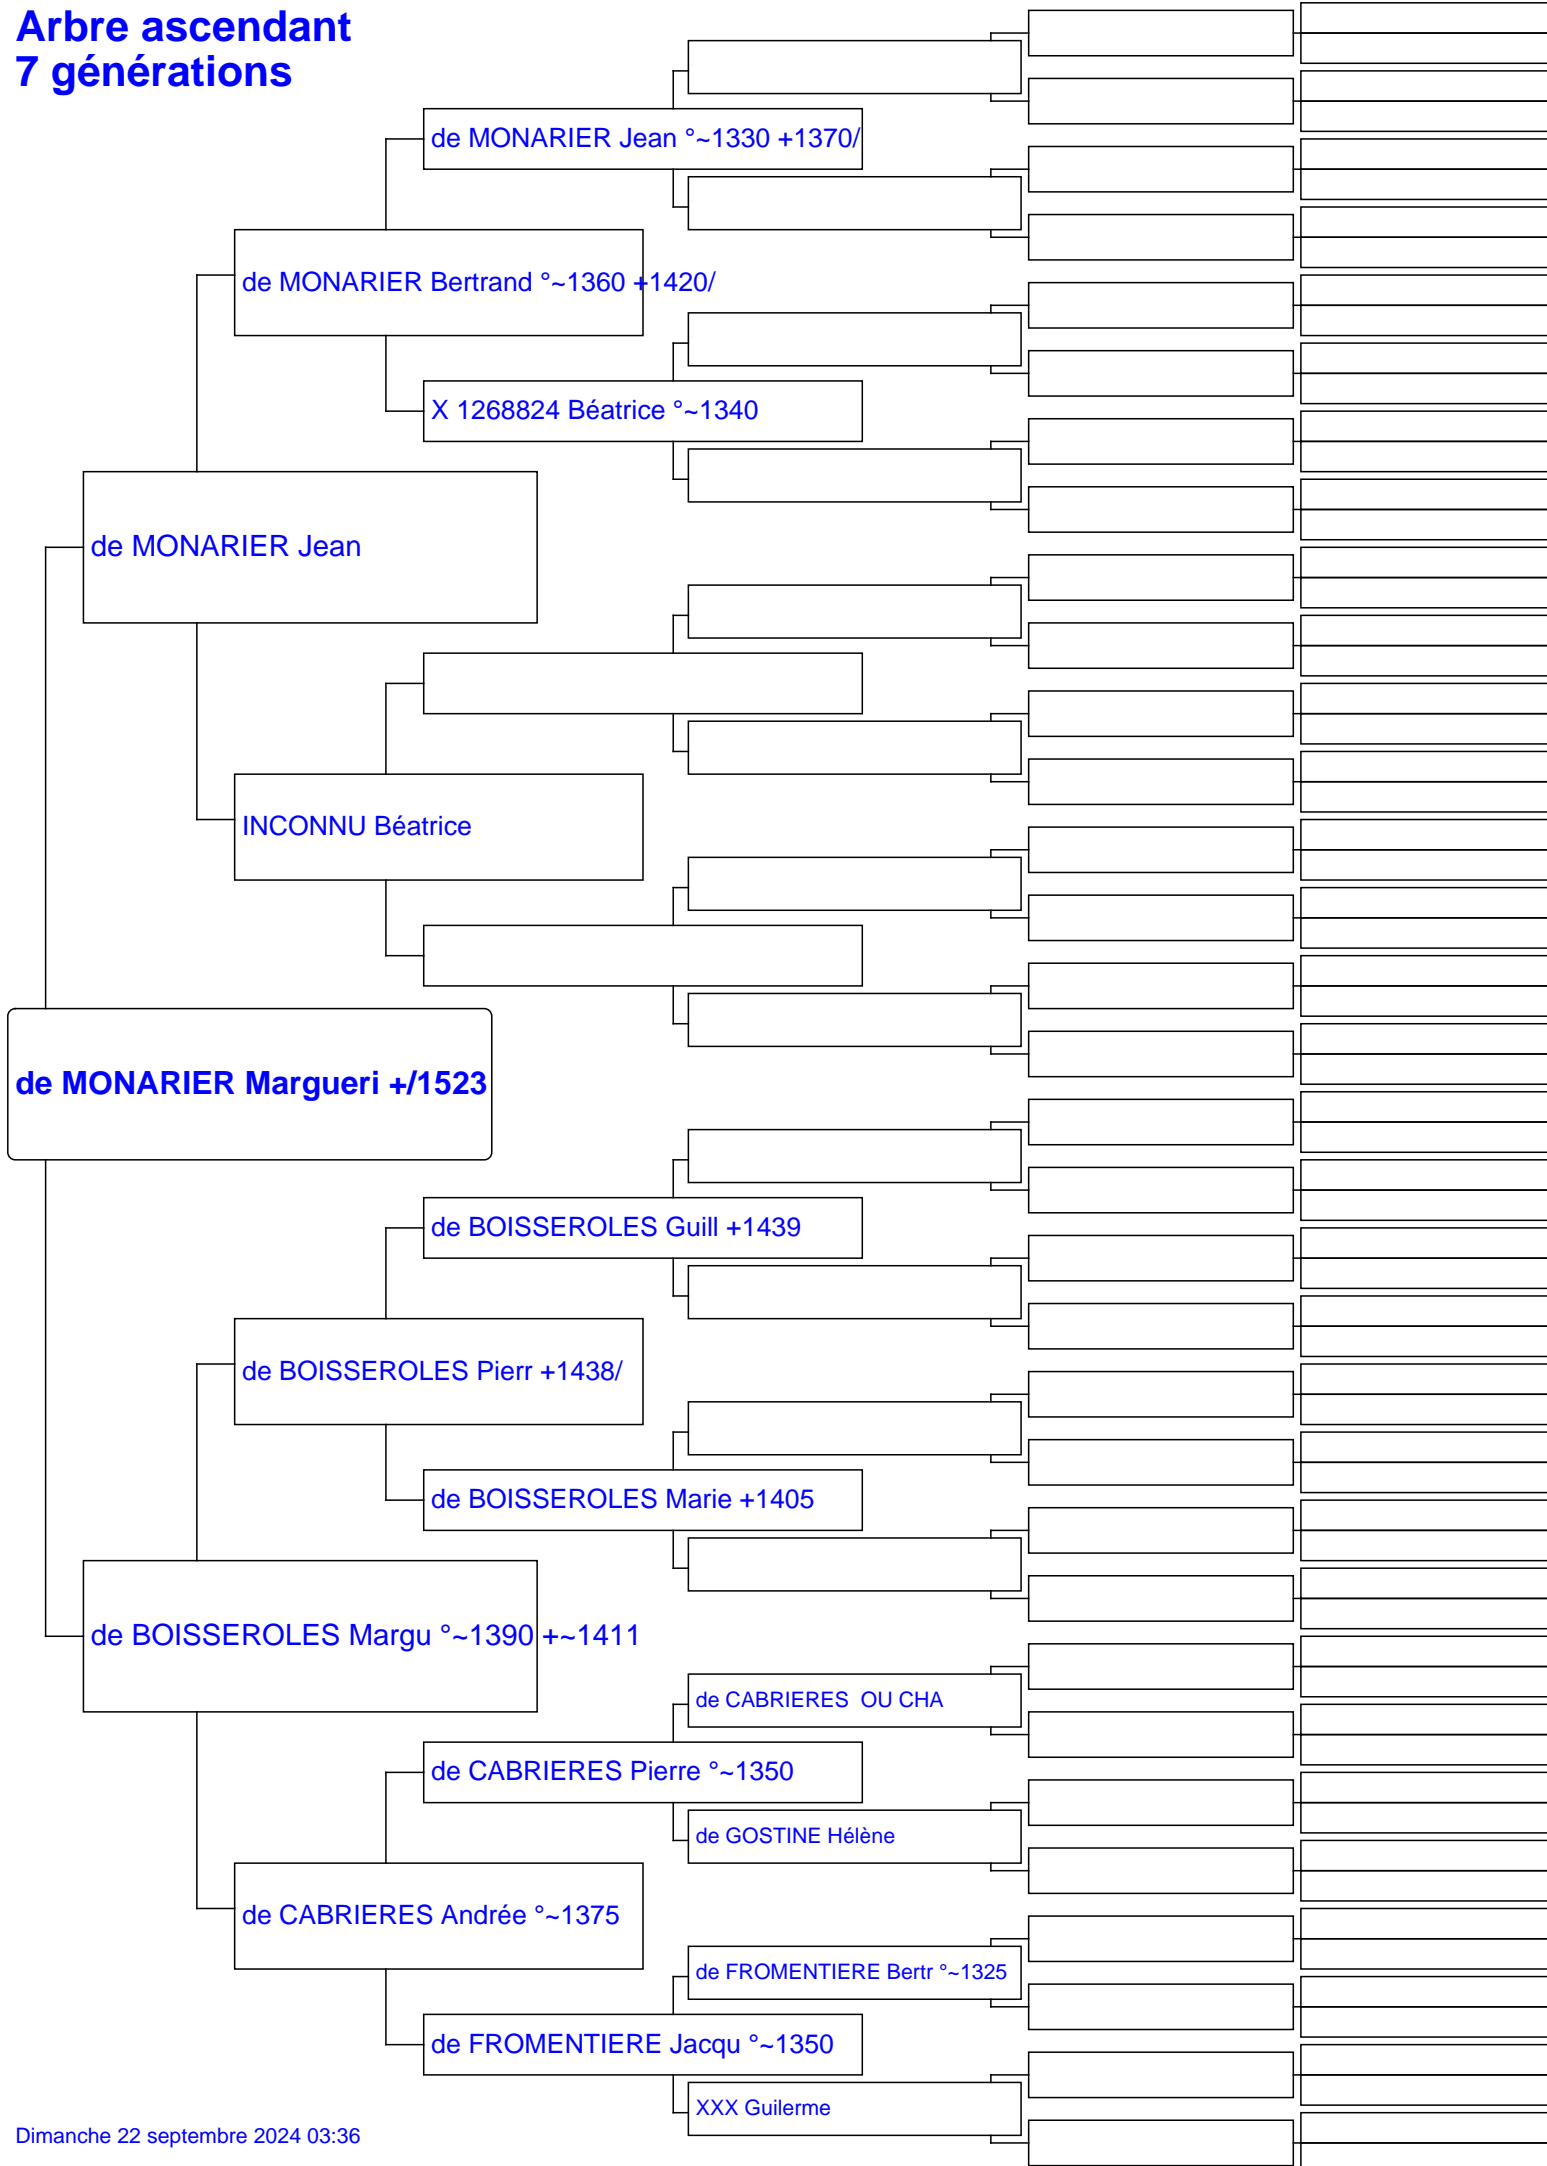 Arbre ascendant
7 générations
de MONARIER Jean °~1330 +1370/
de MONARIER Bertrand °~1360 +1420/
X 1268824 Béatrice °~1340
de MONARIER Jean
INCONNU Béatrice
de MONARIER Margueri +/1523
de BOISSEROLES Guill +1439
de BOISSEROLES Pierr +1438/
de BOISSEROLES Marie +1405
de BOISSEROLES Margu °~1390 +~1411
de CABRIERES  OU CHA
de CABRIERES Pierre °~1350
de GOSTINE Hélène
de CABRIERES Andrée °~1375
de FROMENTIERE Bertr °~1325
de FROMENTIERE Jacqu °~1350
XXX Guilerme
Dimanche 22 septembre 2024 03:36